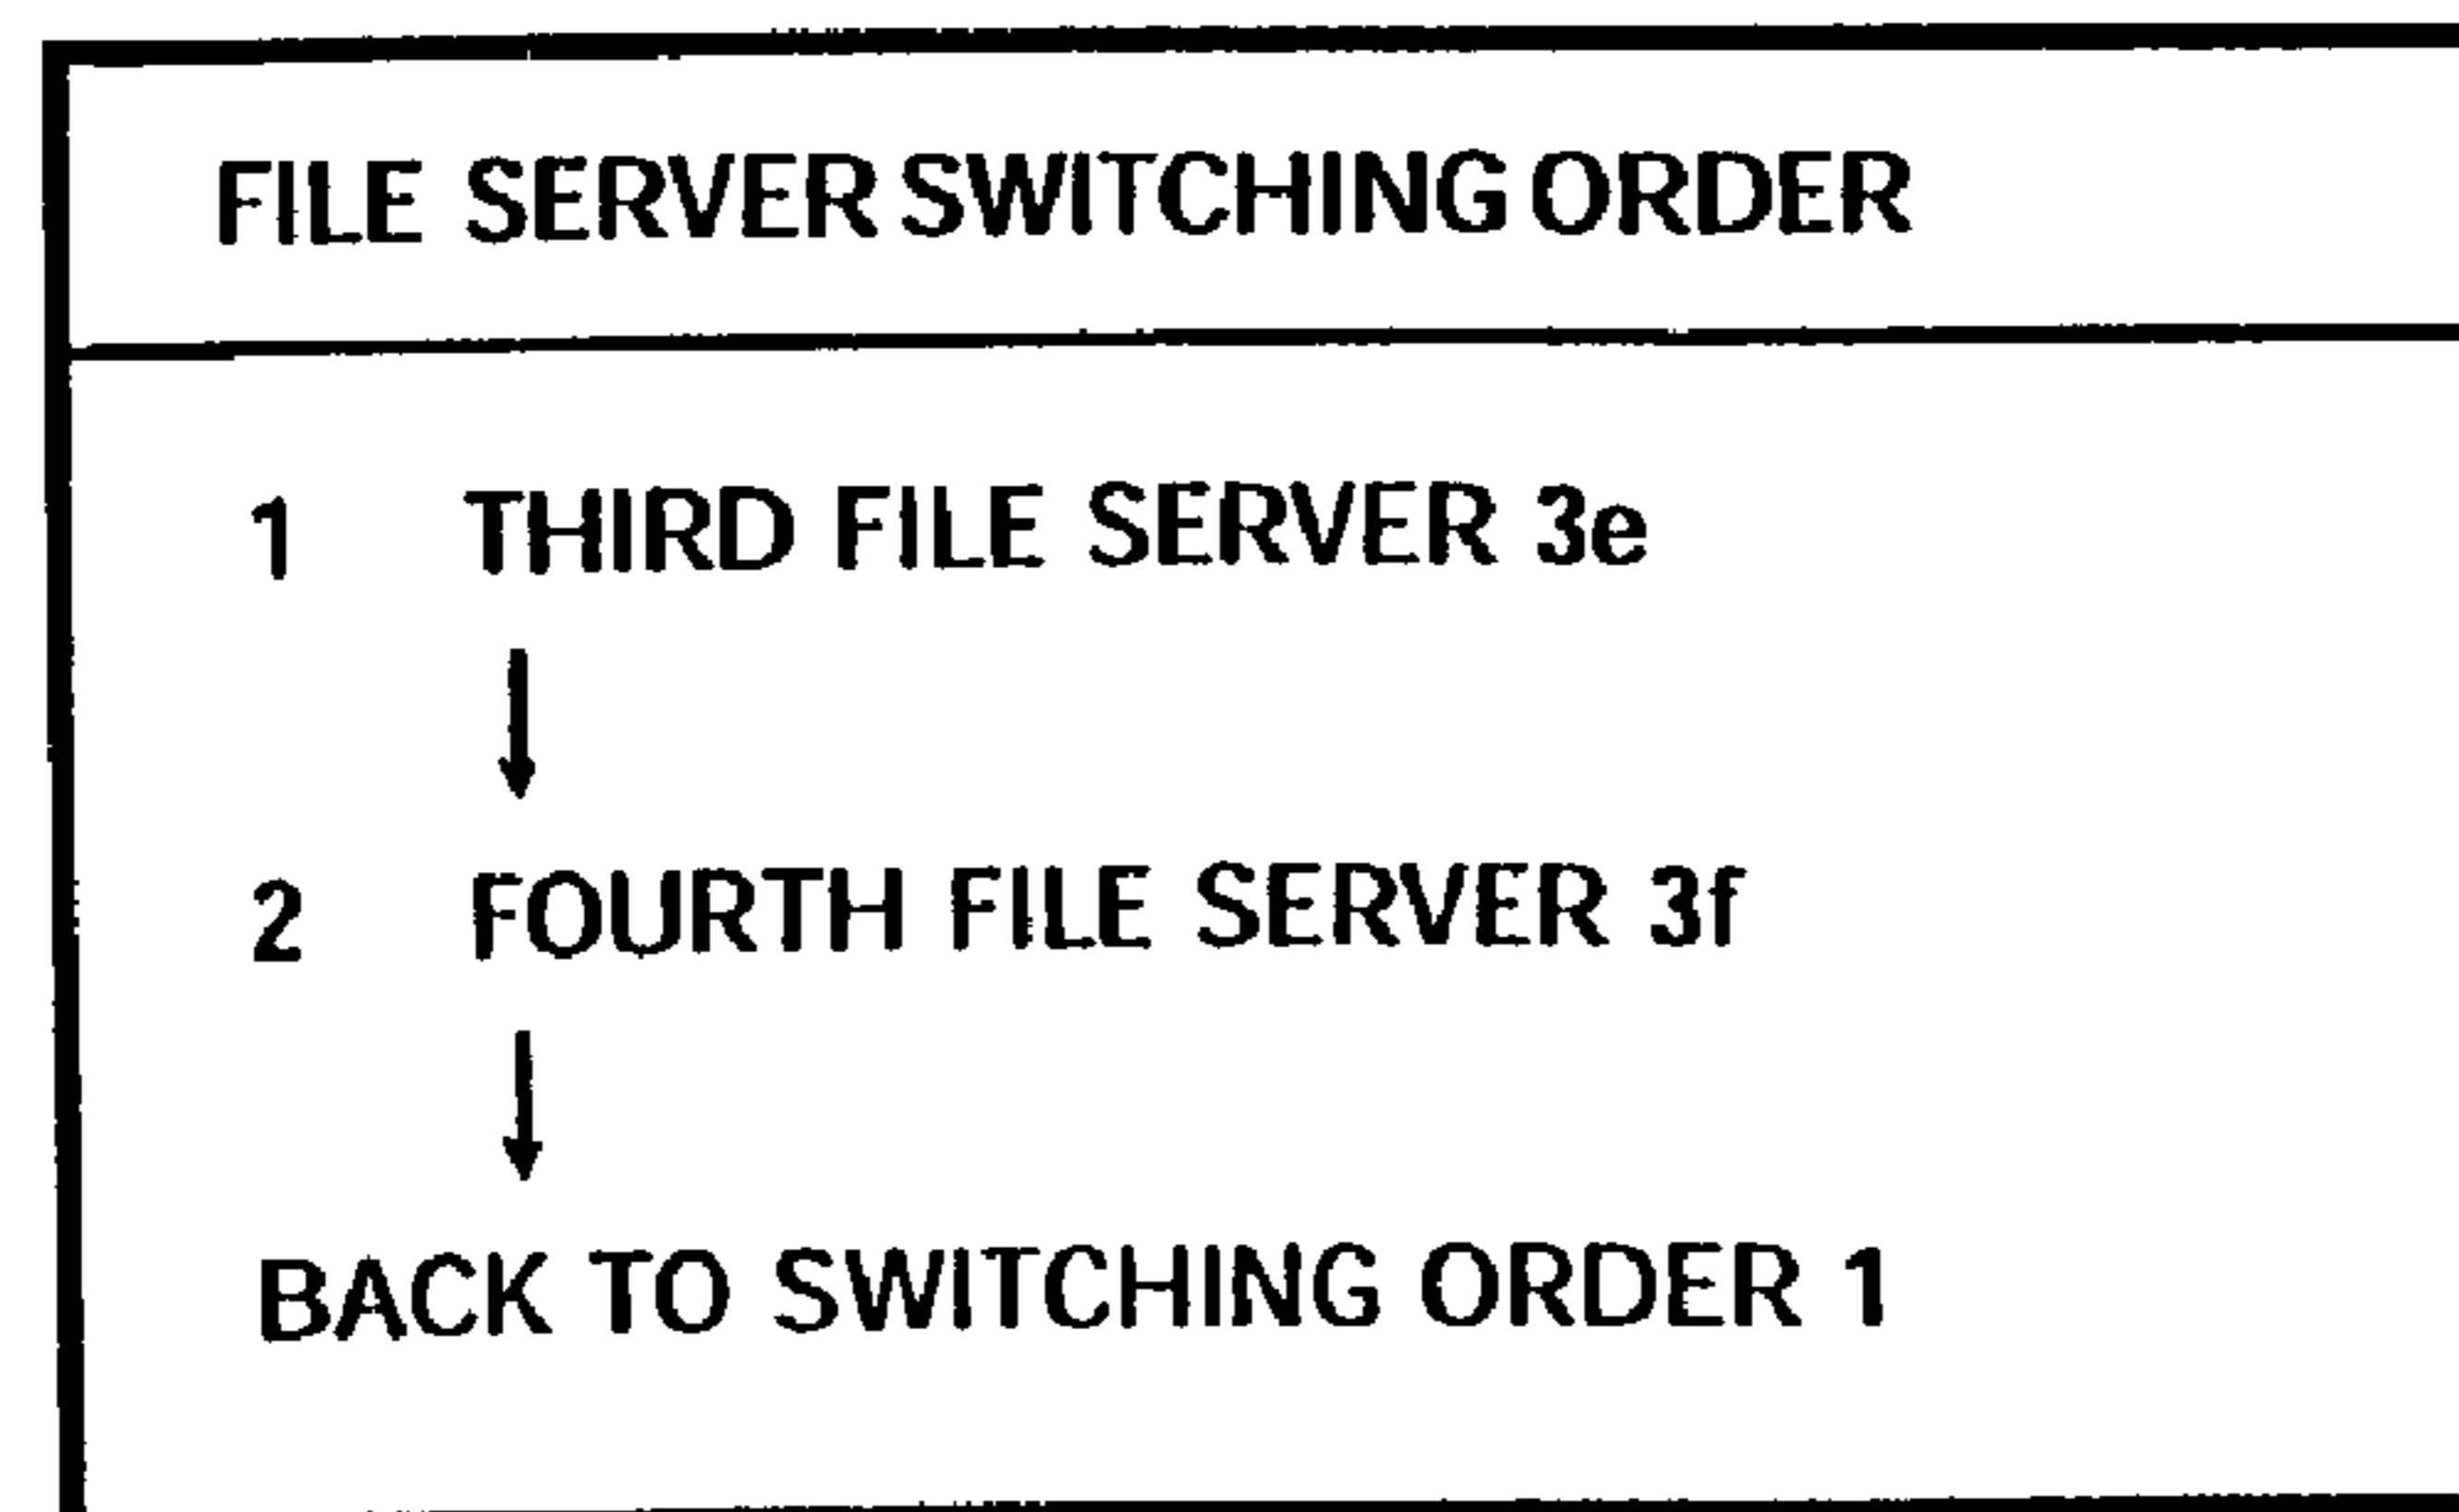 FILE SERVER SWITCHING ORDER
1 THIRD FILE SERVER 3e
2 FOURTH FILE SERVER 3f
BACK TO SWITCHING ORDER 1